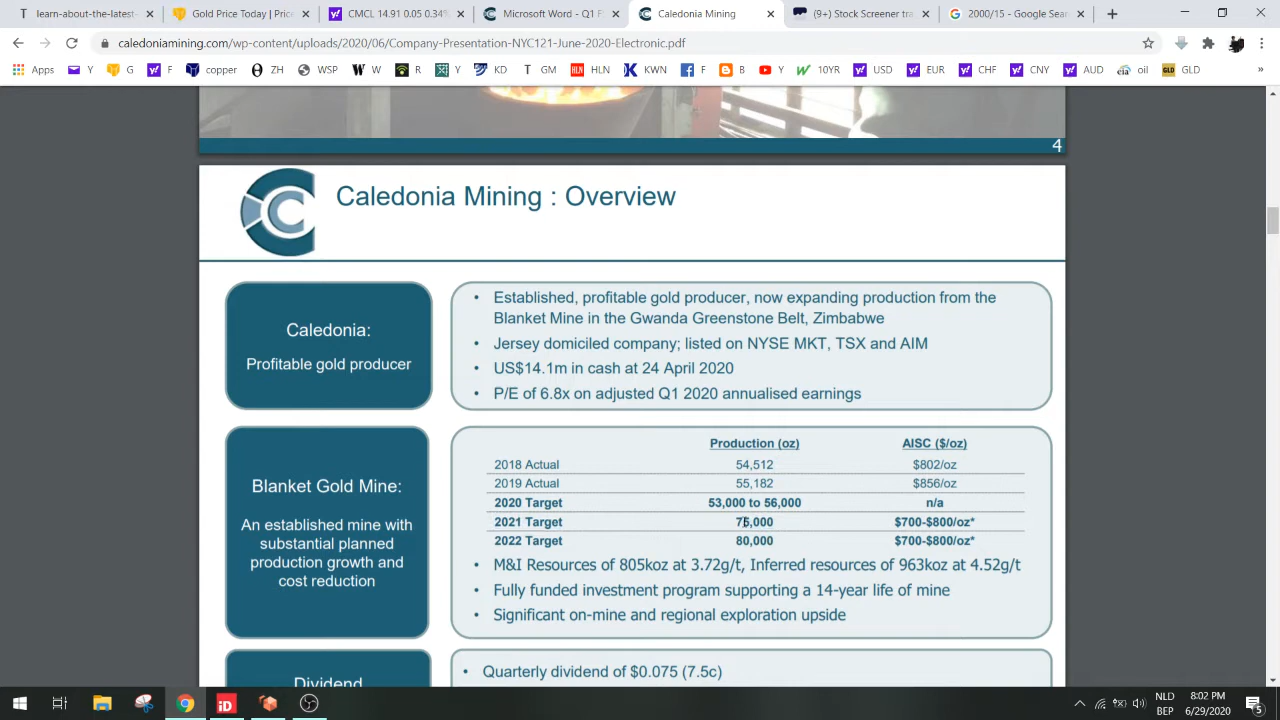 T t-about-the-latest-
Gold Price Today | Price
CMCL 14.91 0.05 0.34%
Microsoft Word - Q1 F
Caledonia Mining
(9+) Stock Screener tra
2000/15 - Google Sear
caledoniamining.com/wp-content/uploads/2020/06/Company-Presentation-NYC121-June-2020-Electronic.pdf
Apps Y G F copper ZH WSP W R Y KD GM HLN KWN F B Y 10YR USD EUR CHF CNY AUD oil GLD
4
Caledonia Mining : Overview
Caledonia:
Profitable gold producer
• Established, profitable gold producer, now expanding production from the
Blanket Mine in the Gwanda Greenstone Belt, Zimbabwe
• Jersey domiciled company; listed on NYSE MKT, TSX and AIM
• US$14.1m in cash at 24 April 2020
• P/E of 6.8x on adjusted Q1 2020 annualised earnings
Blanket Gold Mine:
An established mine with
substantial planned
production growth and
cost reduction
Production (oz) AISC ($/oz)
2018 Actual 54,512 $802/oz
2019 Actual 55,182 $856/oz
2020 Target 53,000 to 56,000 n/a
2021 Target 75,000 $700-$800/oz*
2022 Target 80,000 $700-$800/oz*
• M&I Resources of 805koz at 3.72g/t, Inferred resources of 963koz at 4.52g/t
• Fully funded investment program supporting a 14-year life of mine
• Significant on-mine and regional exploration upside
Dividend
• Quarterly dividend of $0.075 (7.5c)
NLD
BEP
8:02 PM
6/29/2020
5